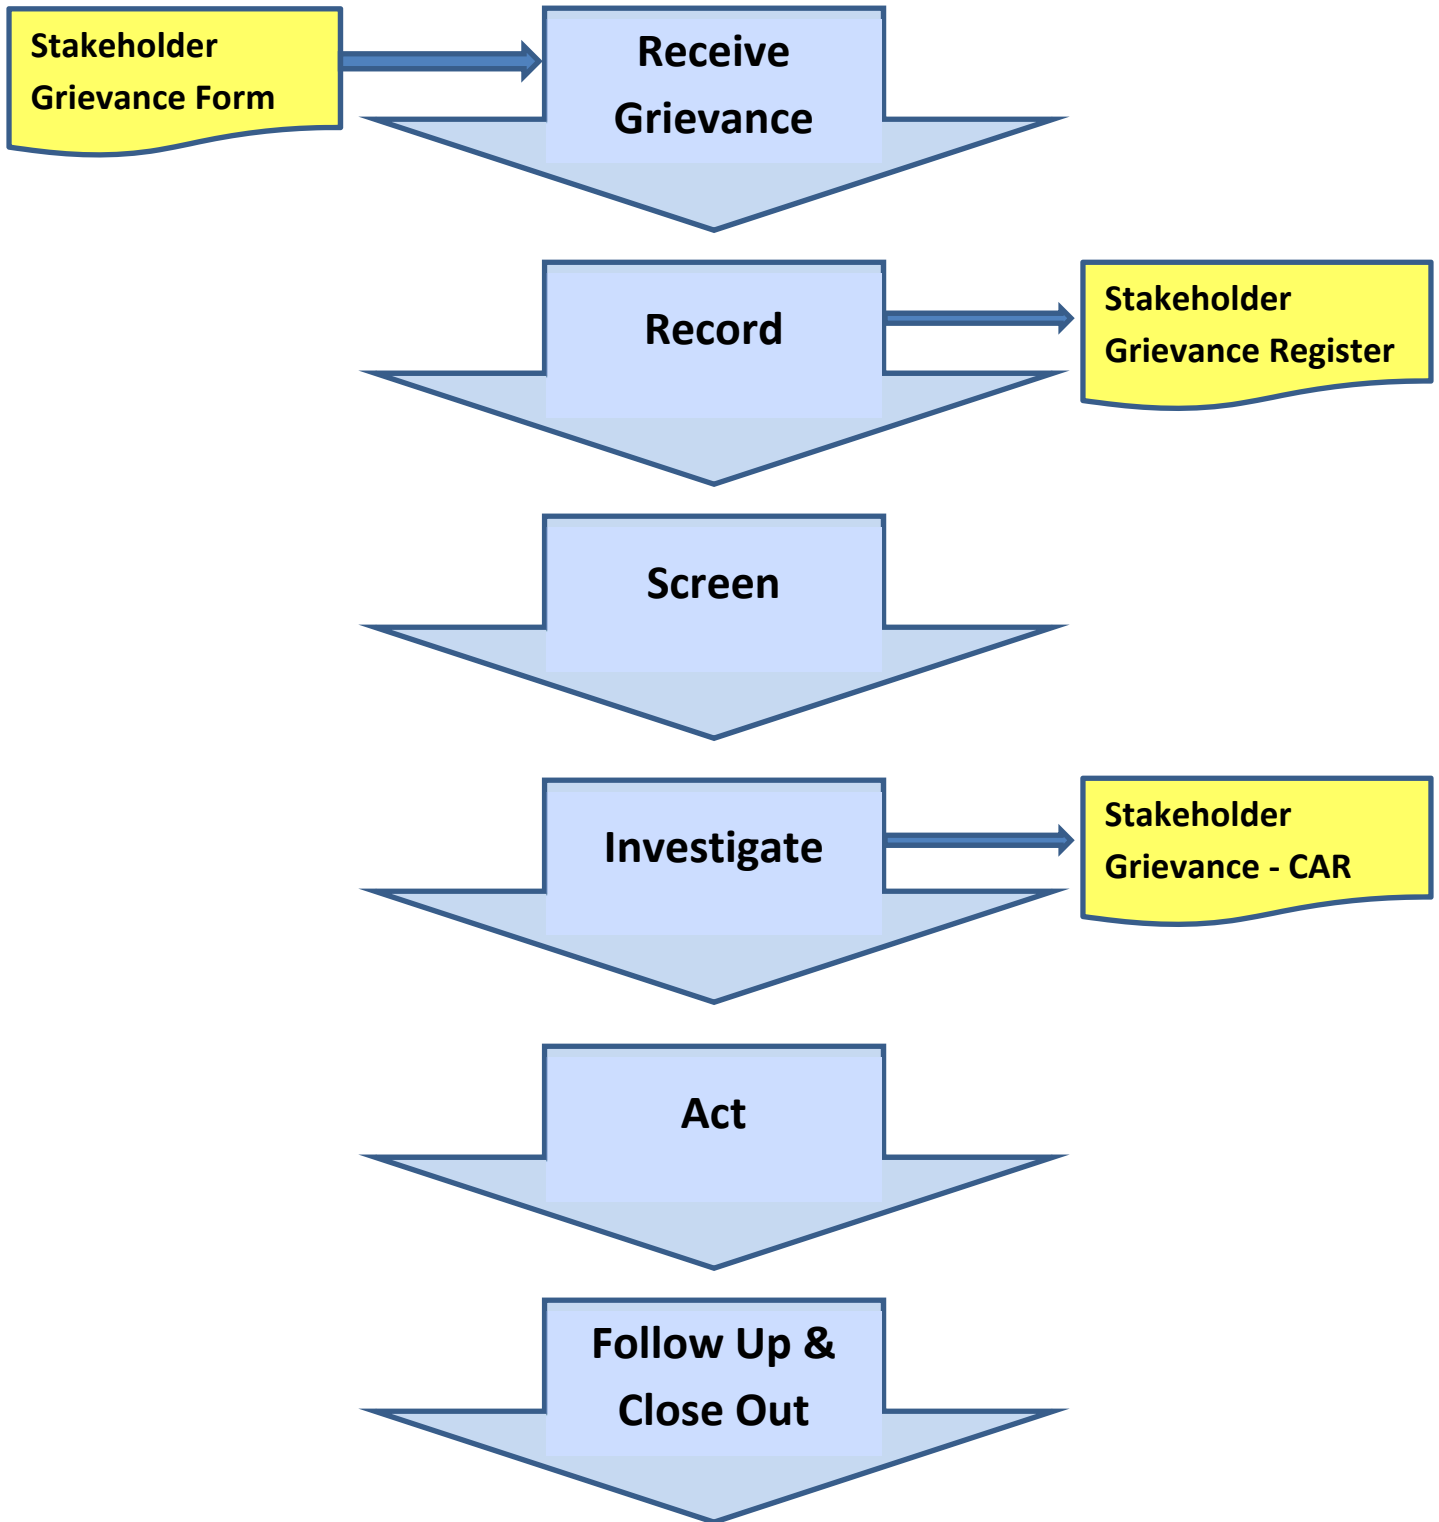 Stakeholder
Grievance Form
Receive
Grievance
Record
Stakeholder
Grievance Register
Screen
Investigate
Stakeholder
Grievance - CAR
Act
Follow Up &
Close Out